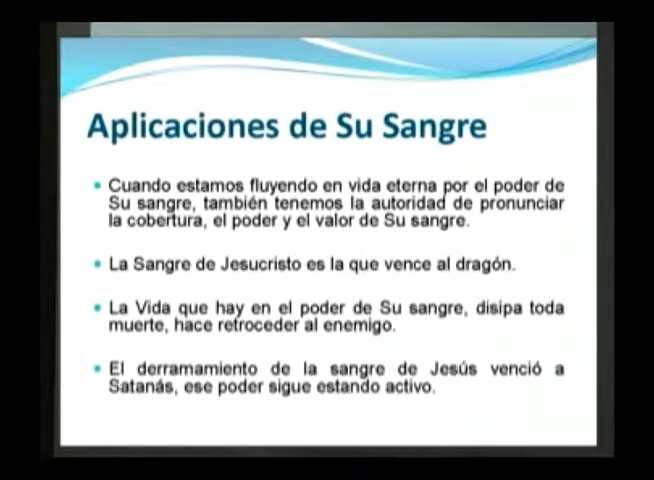 Aplicaciones de Su Sangre
• Cuando estamos fluyendo en vida eterna por el poder de
Su sangre, también tenemos la autoridad de pronunciar
la cobertura, el poder y el valor de Su sangre.
• La Sangre de Jesucristo es la que vence al dragón.
• La Vida que hay en el poder de Su sangre, disipa toda
muerte, hace retroceder al enemigo.
• El derramamiento de la sangre de Jesús venció a
Satanás, ese poder sigue estando activo.